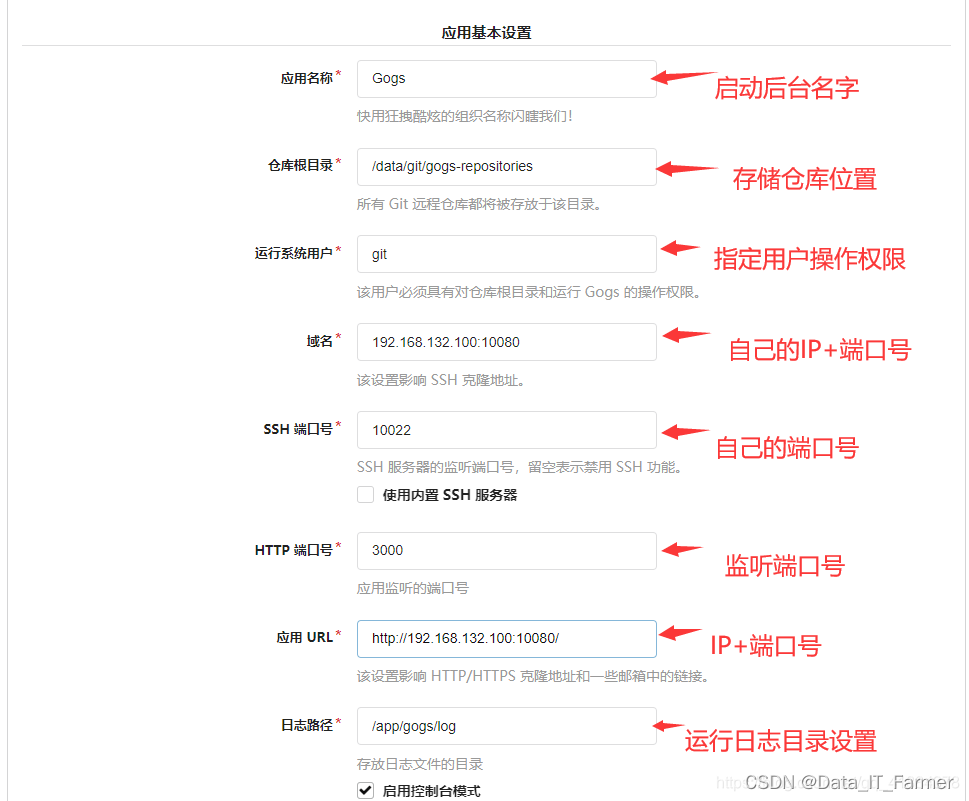 应用基本设置
应用名称* Gogs 启动后台名字
快用狂拽酷炫的组织名称闪瞎我们！
仓库根目录* /data/git/gogs-repositories 存储仓库位置
所有 Git 远程仓库都将被存放于该目录。
运行系统用户* git 指定用户操作权限
该用户必须具有对仓库根目录和运行 Gogs 的操作权限。
域名* 192.168.132.100:10080 自己的IP+端口号
该设置影响 SSH 克隆地址。
SSH 端口号* 10022 自己的端口号
SSH 服务器的监听端口号，留空表示禁用 SSH 功能。
使用内置 SSH 服务器
HTTP 端口号* 3000 监听端口号
应用监听的端口号
应用 URL* http://192.168.132.100:10080/ IP+端口号
该设置影响 HTTP/HTTPS 克隆地址和一些邮箱中的链接。
日志路径* /app/gogs/log 运行日志目录设置
存放日志文件的目录
CSDN @Data_IT_Farmer
启用控制台模式